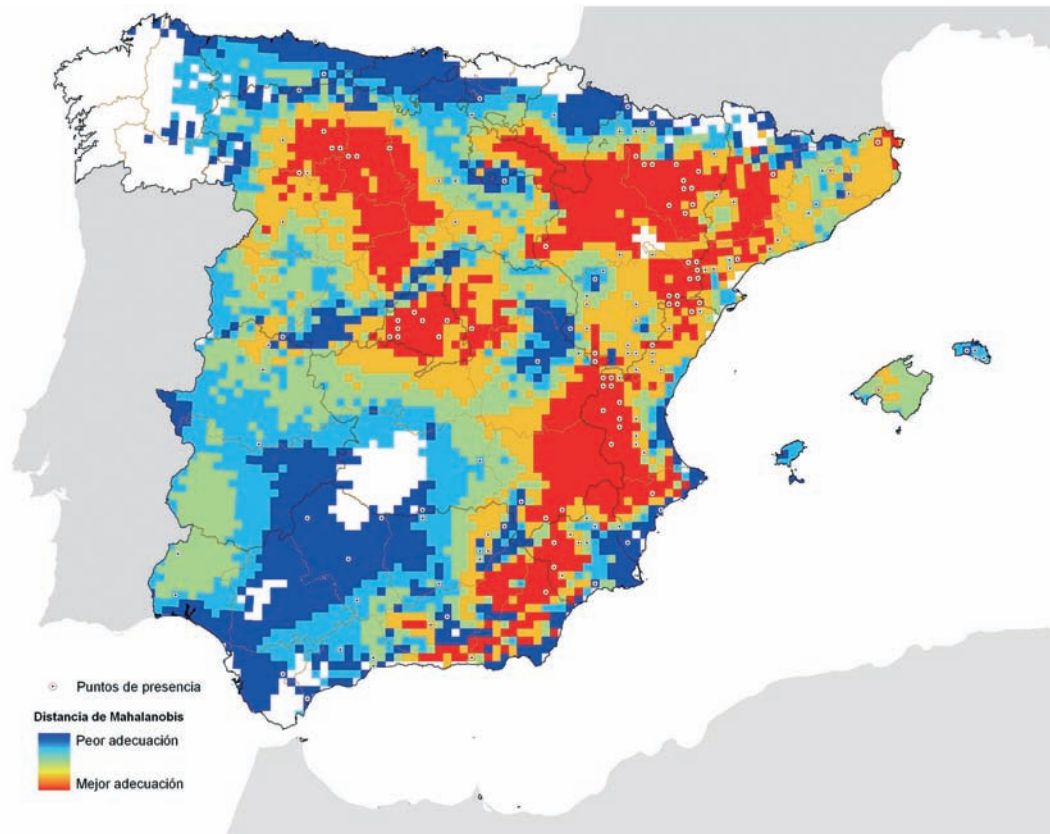 Puntos de presencia
Distancia de Mahalanobis
Peor adecuación
Mejor adecuación